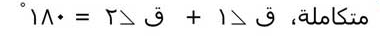 متكاملة، ق ∠١ + ق ∠٢ = ١٨٠°